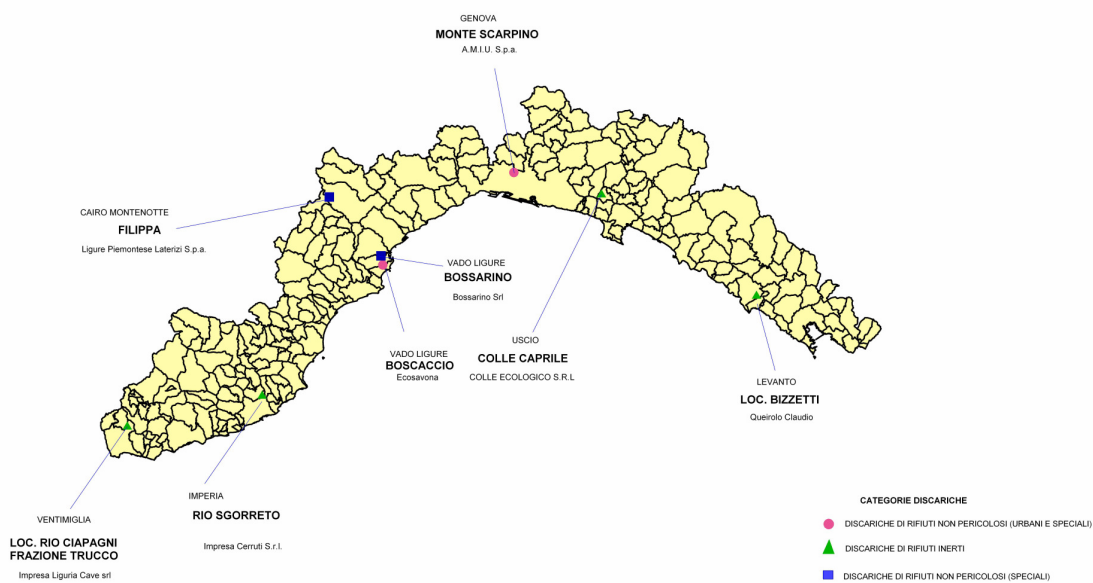 GENOVA
MONTE SCARPINO
A.M.I.U. S.p.a.
CAIRO MONTENOTTE
FILIPPA
Ligure Piemontese Laterizi S.p.a.
VADO LIGURE
BOSSARINO
Bossarino Srl
VADO LIGURE
BOSCACCIO
Ecosavona
USCIO
COLLE CAPRILE
COLLE ECOLOGICO S.R.L
LEVANTO
LOC. BIZZETTI
Queirolo Claudio
IMPERIA
RIO SGORRETO
Impresa Cerruti S.r.l.
VENTIMIGLIA
LOC. RIO CIAPAGNI
FRAZIONE TRUCCO
Impresa Liguria Cave srl
CATEGORIE DISCARICHE
DISCARICHE DI RIFIUTI NON PERICOLOSI (URBANI E SPECIALI)
DISCARICHE DI RIFIUTI INERTI
DISCARICHE DI RIFIUTI NON PERICOLOSI (SPECIALI)